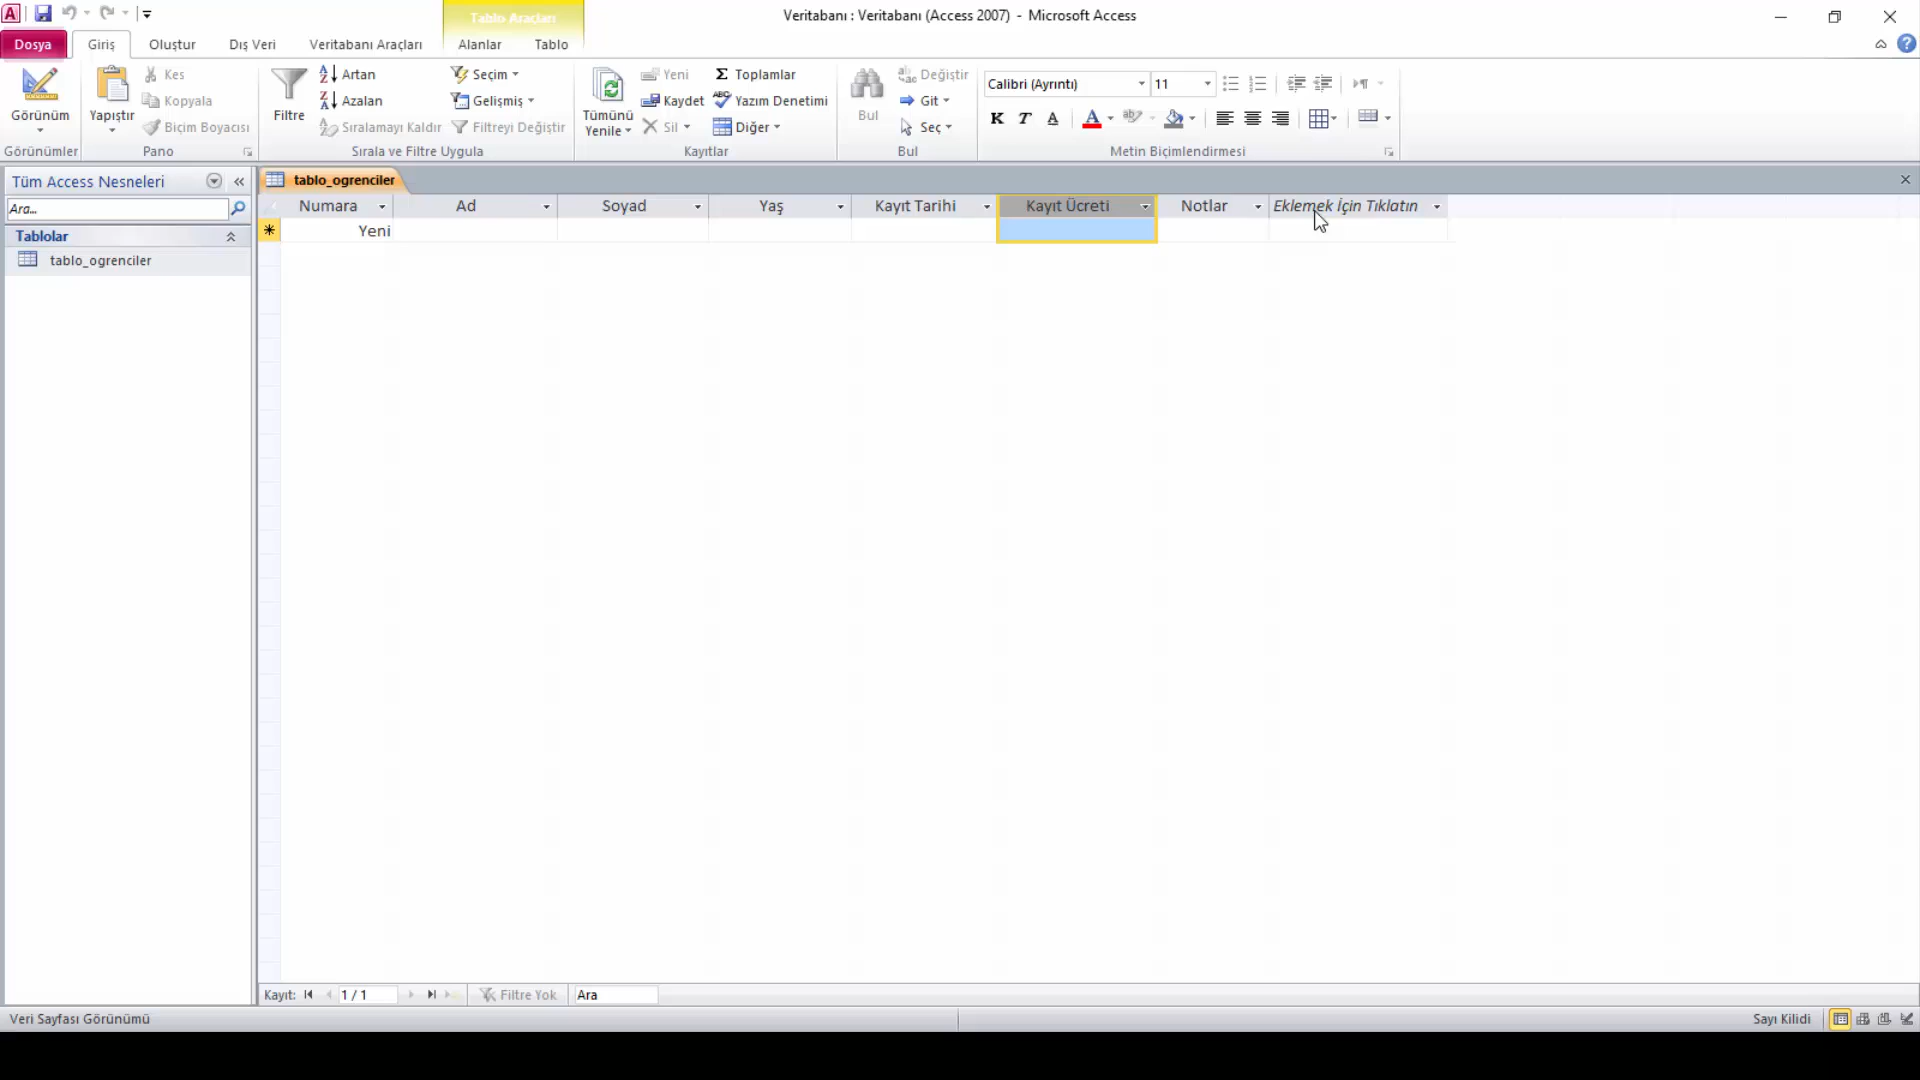 Tablo Araçları
Veritabanı : Veritabanı (Access 2007) - Microsoft Access
Dosya Giriş Oluştur Dış Veri Veritabanı Araçları Alanlar Tablo
Görünüm
Görünümler
Yapıştır
Kes
Kopyala
Biçim Boyacısı
Pano
Filtre
Artan
Azalan
Sıralamayı Kaldır
Seçim
Gelişmiş
Filtreyi Değiştir
Sırala ve Filtre Uygula
Tümünü
Yenile
Yeni
Kaydet
Sil
Toplamlar
Yazım Denetimi
Diğer
Kayıtlar
Bul
Değiştir
Git
Seç
Bul
Calibri (Ayrıntı) 11
K T A
Metin Biçimlendirmesi
Tüm Access Nesneleri
Ara...
Tablolar
tablo_ogrenciler
tablo_ogrenciler
Numara Ad Soyad Yaş Kayıt Tarihi Kayıt Ücreti Notlar Eklemek İçin Tıklatın
Yeni
Kayıt: 1 / 1 Filtre Yok Ara
Veri Sayfası Görünümü Sayı Kilidi